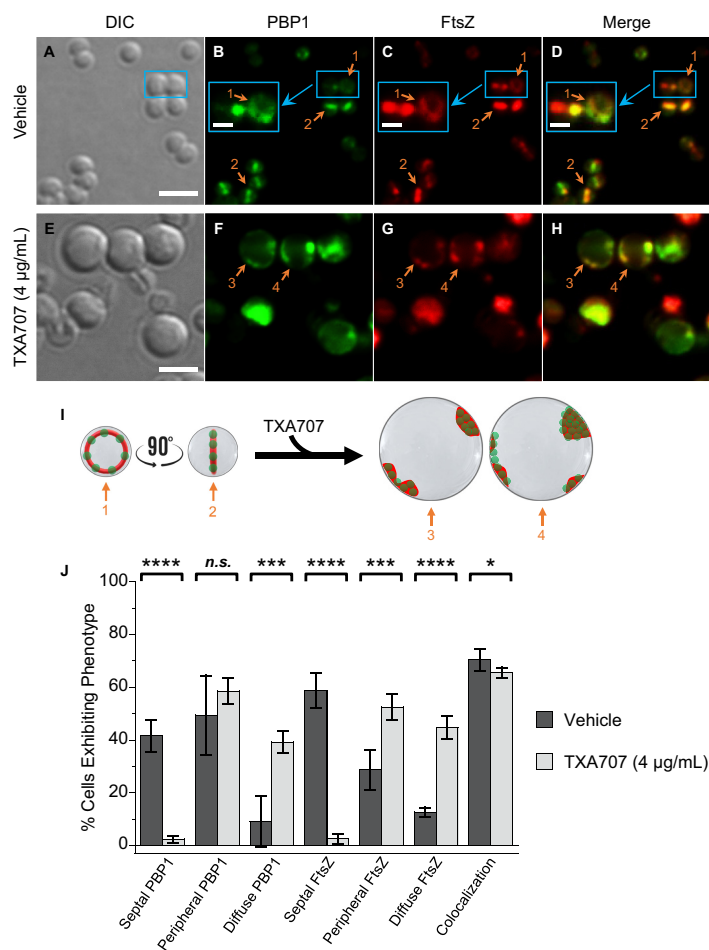 DIC PBP1 FtsZ Merge
Vehicle
A B C D
1 1 1
1 1 1
2 2 2
2 2 2
TXA707 (4 μg/mL)
E F G H
3 4 3 4 3 4
I
90°
TXA707
1 2 3 4
J
**** n.s. *** **** *** **** *
% Cells Exhibiting Phenotype
100
80
60
40
20
0
Vehicle
TXA707 (4 μg/mL)
Septal PBP1
Peripheral PBP1
Diffuse PBP1
Septal FtsZ
Peripheral FtsZ
Diffuse FtsZ
Colocalization